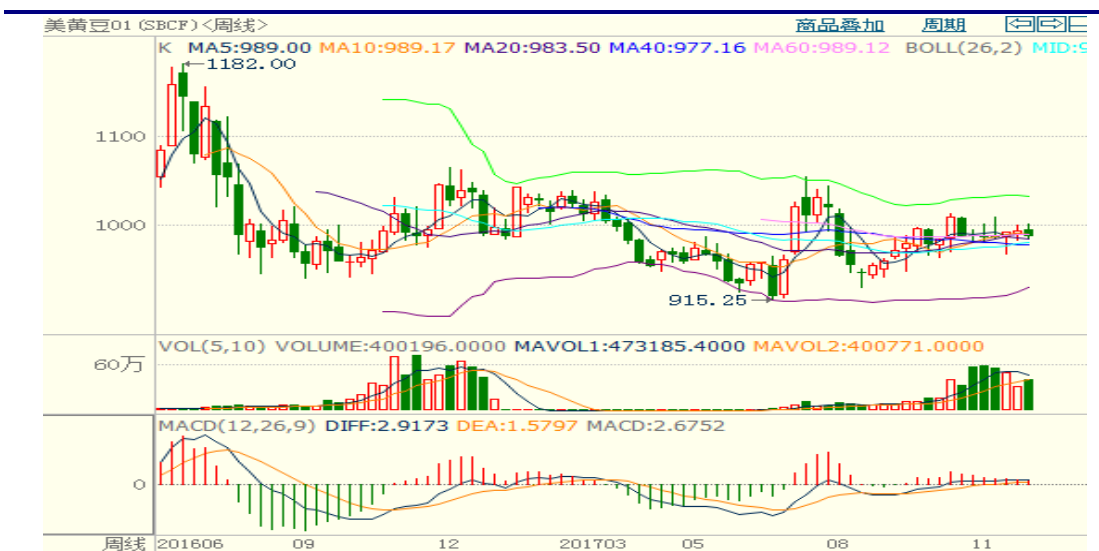 美黄豆01 (SBCF)<周线> 商品叠加 周期
K MA5:989.00 MA10:989.17 MA20:983.50 MA40:977.16 MA60:989.12 BOLL(26,2) MID:9
1182.00
1100
1000
915.25
VOL(5,10) VOLUME:400196.0000 MAVOL1:473185.4000 MAVOL2:400771.0000
60万
MACD(12,26,9) DIFF:2.9173 DEA:1.5797 MACD:2.6752
0
周线 201606 09 12 201703 05 08 11